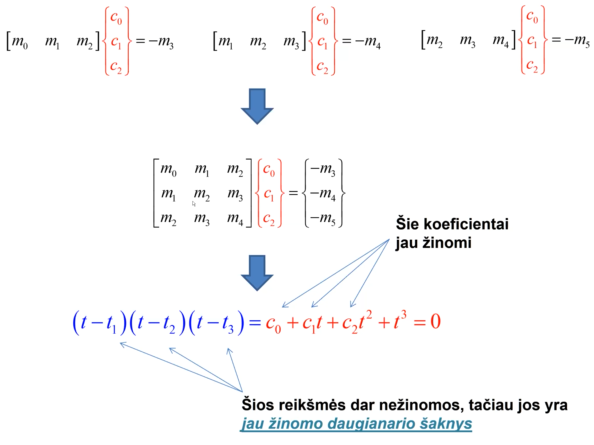 [m₀ m₁ m₂]{c₀ c₁ c₂} = −m₃ [m₁ m₂ m₃]{c₀ c₁ c₂} = −m₄ [m₂ m₃ m₄]{c₀ c₁ c₂} = −m₅
[m₀ m₁ m₂] {c₀} {−m₃}
[m₁ m₂ m₃] {c₁} = {−m₄}
[m₂ m₃ m₄] {c₂} {−m₅}
Šie koeficientai
jau žinomi
(t−t₁)(t−t₂)(t−t₃) = c₀ + c₁t + c₂t² + t³ = 0
Šios reikšmės dar nežinomos, tačiau jos yra
jau žinomo daugianario šaknys